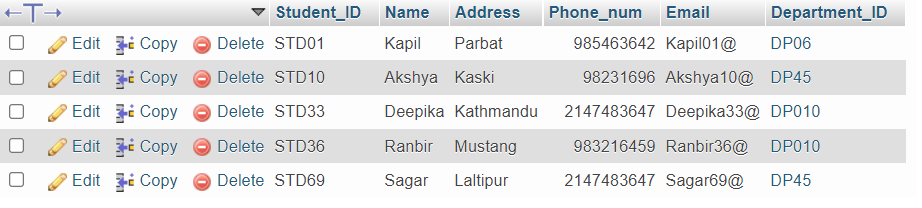 Student_ID Name Address Phone_num Email Department_ID
Edit Copy Delete STD01 Kapil Parbat 985463642 Kapil01@ DP06
Edit Copy Delete STD10 Akshya Kaski 98231696 Akshya10@ DP45
Edit Copy Delete STD33 Deepika Kathmandu 2147483647 Deepika33@ DP010
Edit Copy Delete STD36 Ranbir Mustang 983216459 Ranbir36@ DP010
Edit Copy Delete STD69 Sagar Laltipur 2147483647 Sagar69@ DP45